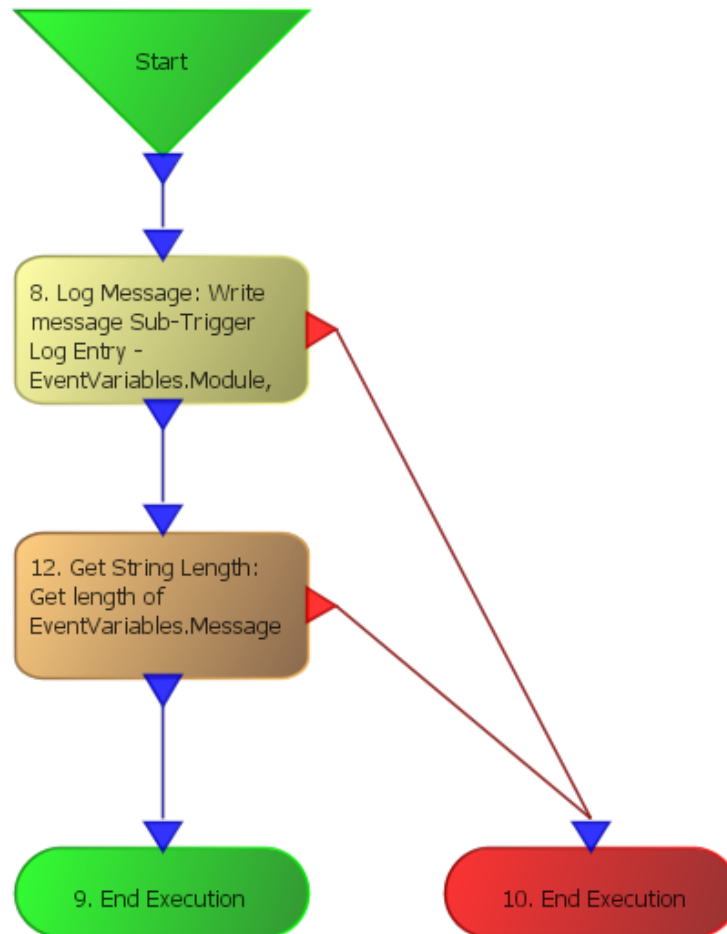 Start
8. Log Message: Write
message Sub-Trigger
Log Entry -
EventVariables.Module,
12. Get String Length:
Get length of
EventVariables.Message
9. End Execution
10. End Execution